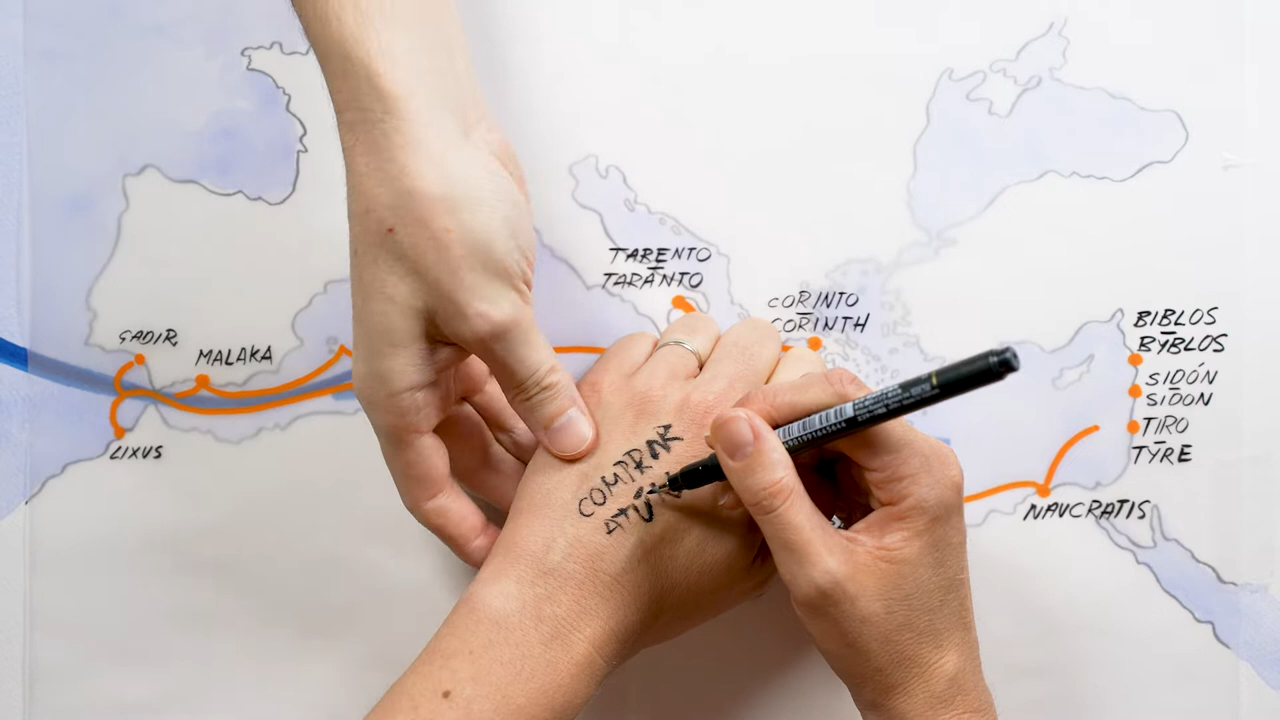 TARENTO
TARANTO
CORINTO
CORINTH
BIBLOS
BYBLOS
SIDÓN
SIDON
TIRO
TYRE
NAUCRATIS
GADIR
MALAKA
LIXUS
COMPRAR
ATÚN